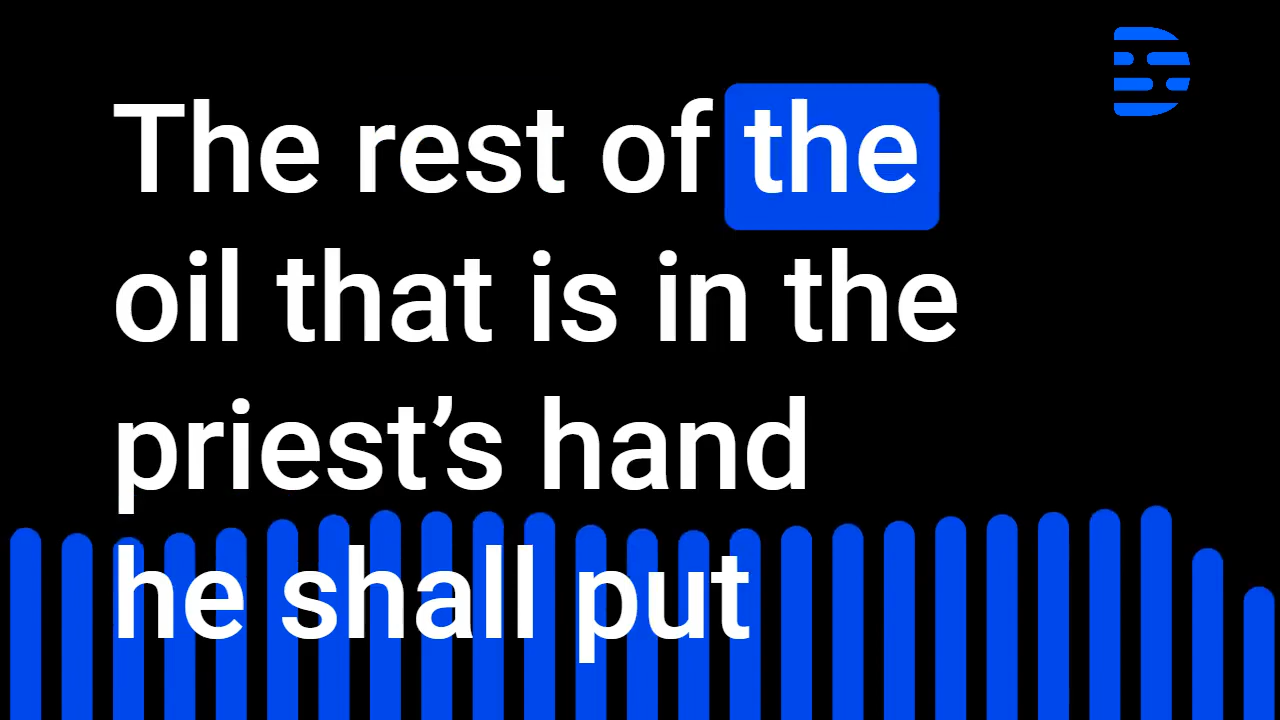 The rest of the
oil that is in the
priest’s hand
he shall put